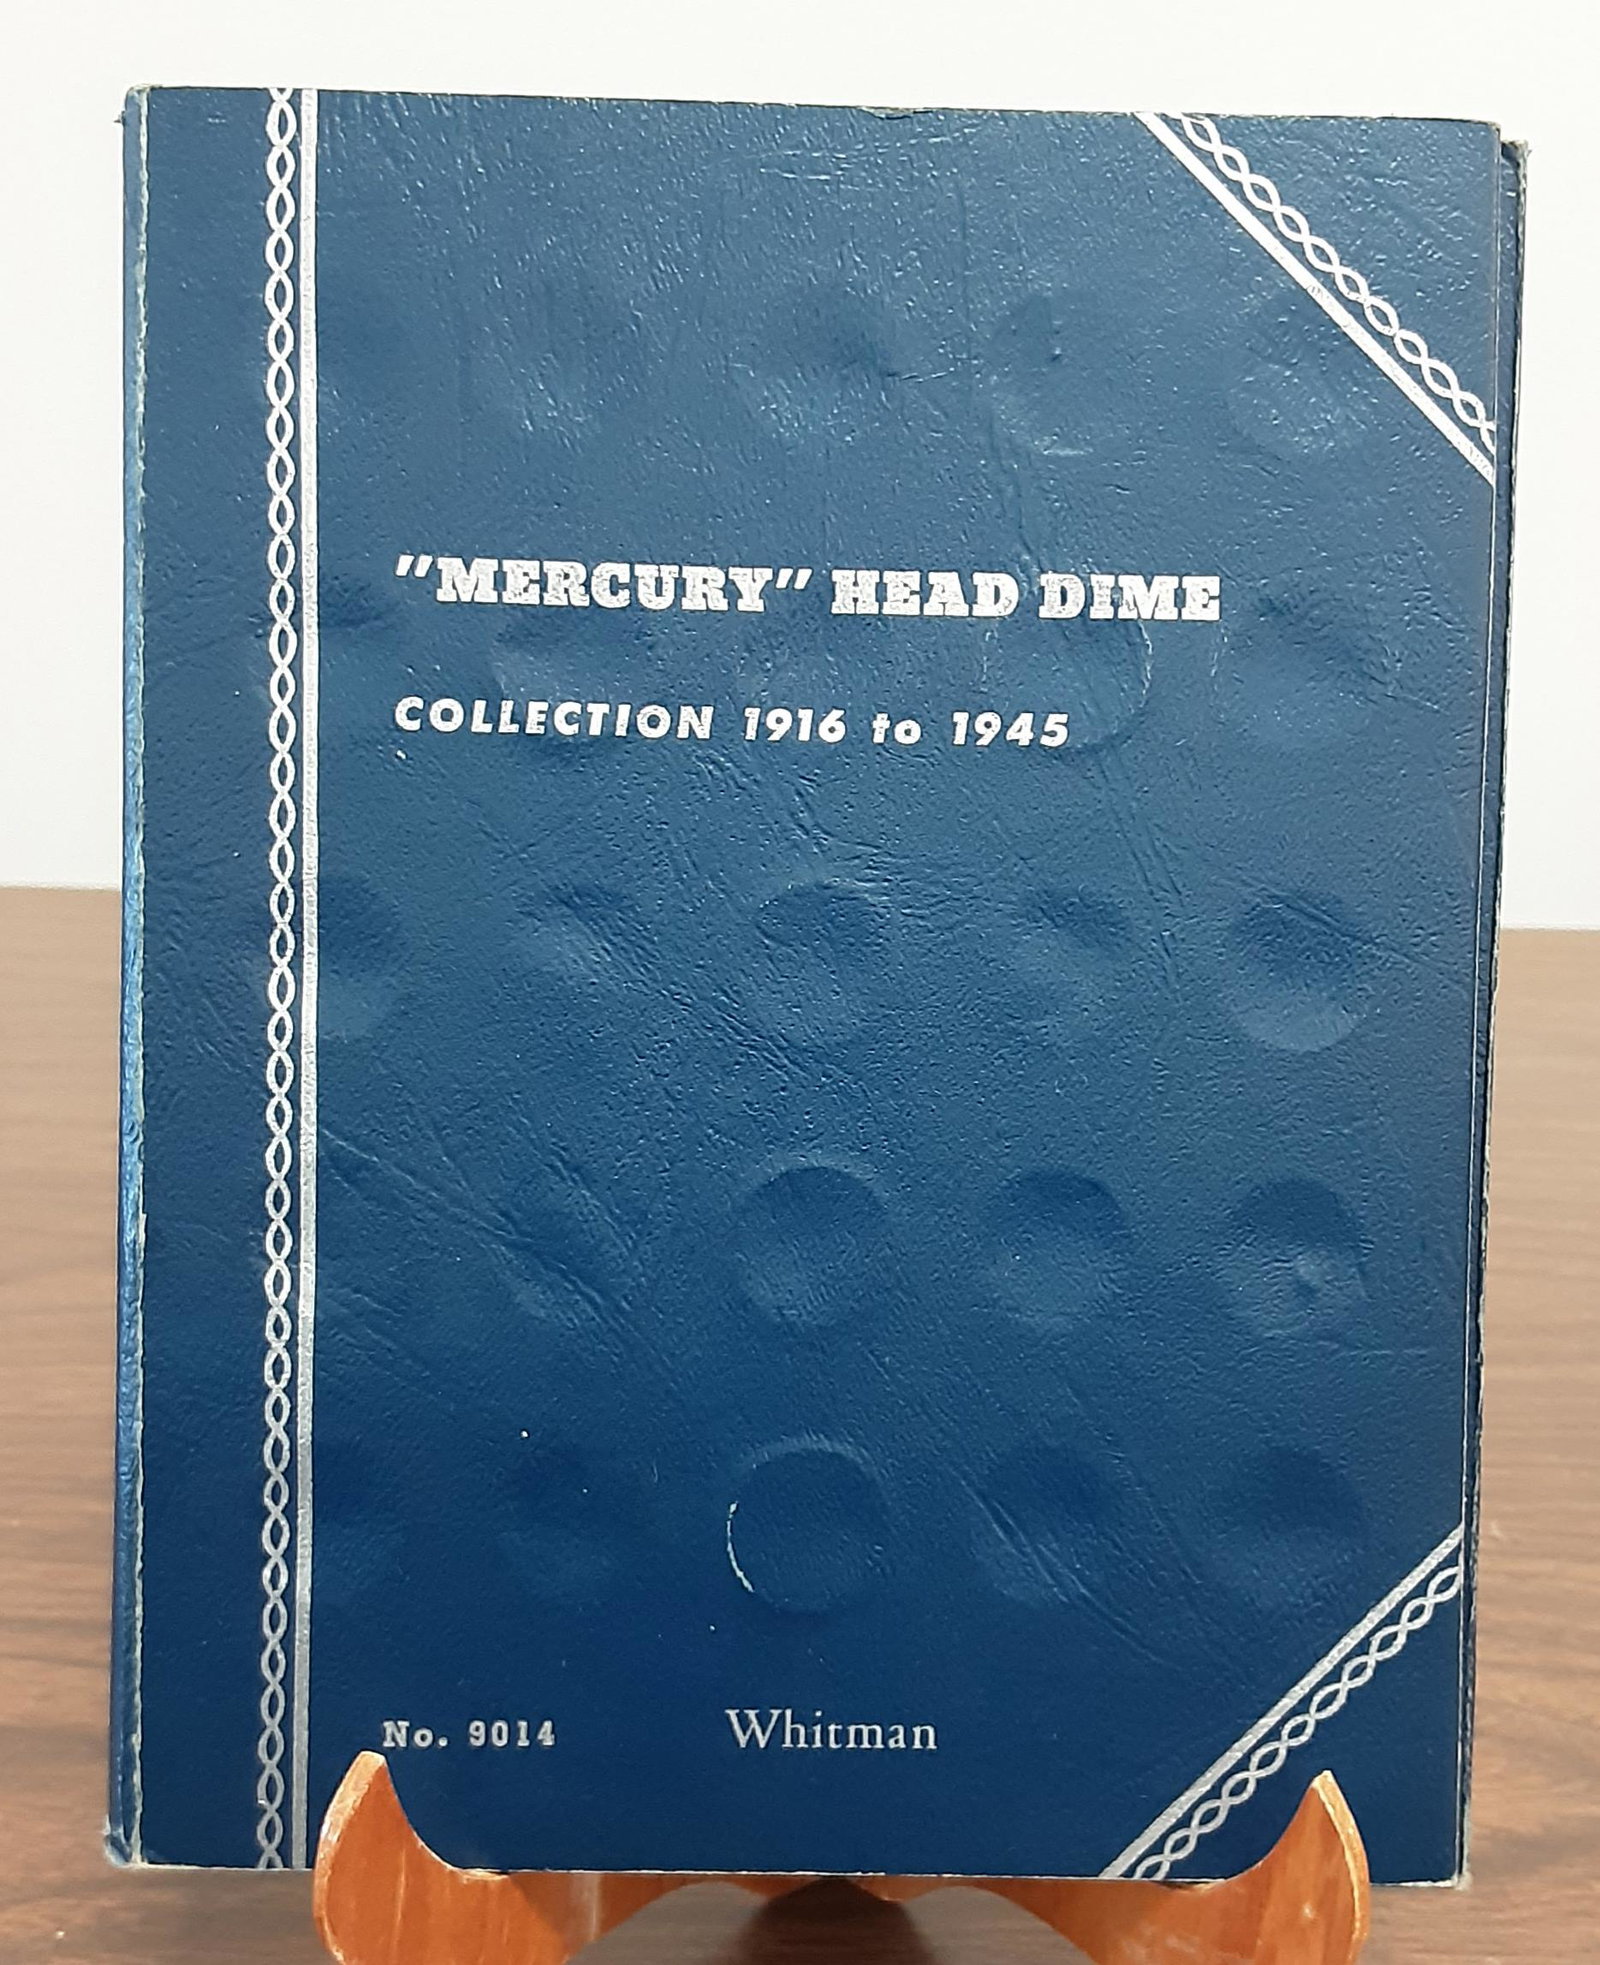 "MERCURY" HEAD DIME
COLLECTION 1916 to 1945
No. 9014 Whitman